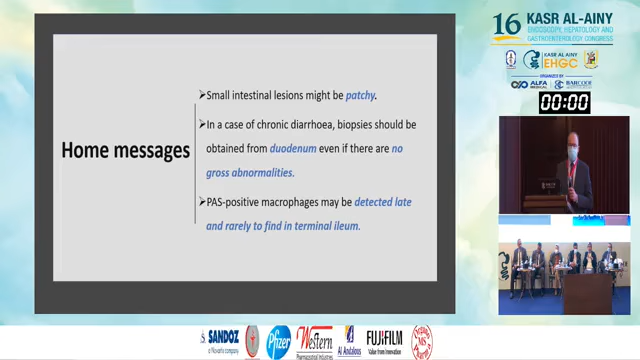 Home messages
➢Small intestinal lesions might be patchy.
➢In a case of chronic diarrhoea, biopsies should be
obtained from duodenum even if there are no
gross abnormalities.
➢PAS-positive macrophages may be detected late
and rarely to find in terminal ileum.
16 KASR AL-AINY
ENDOSCOPY, HEPATOLOGY AND
GASTROENTEROLOGY CONGRESS
KASR AL-AINY
EHGC
ORGANIZED BY
ALFA
MEDICAL
BARCODE
00:00
SANDOZ
a Novartis company
Pfizer
Western
Pharmaceutical Industries
Al Andalous
FUJIFILM
Value from Innovation
MS